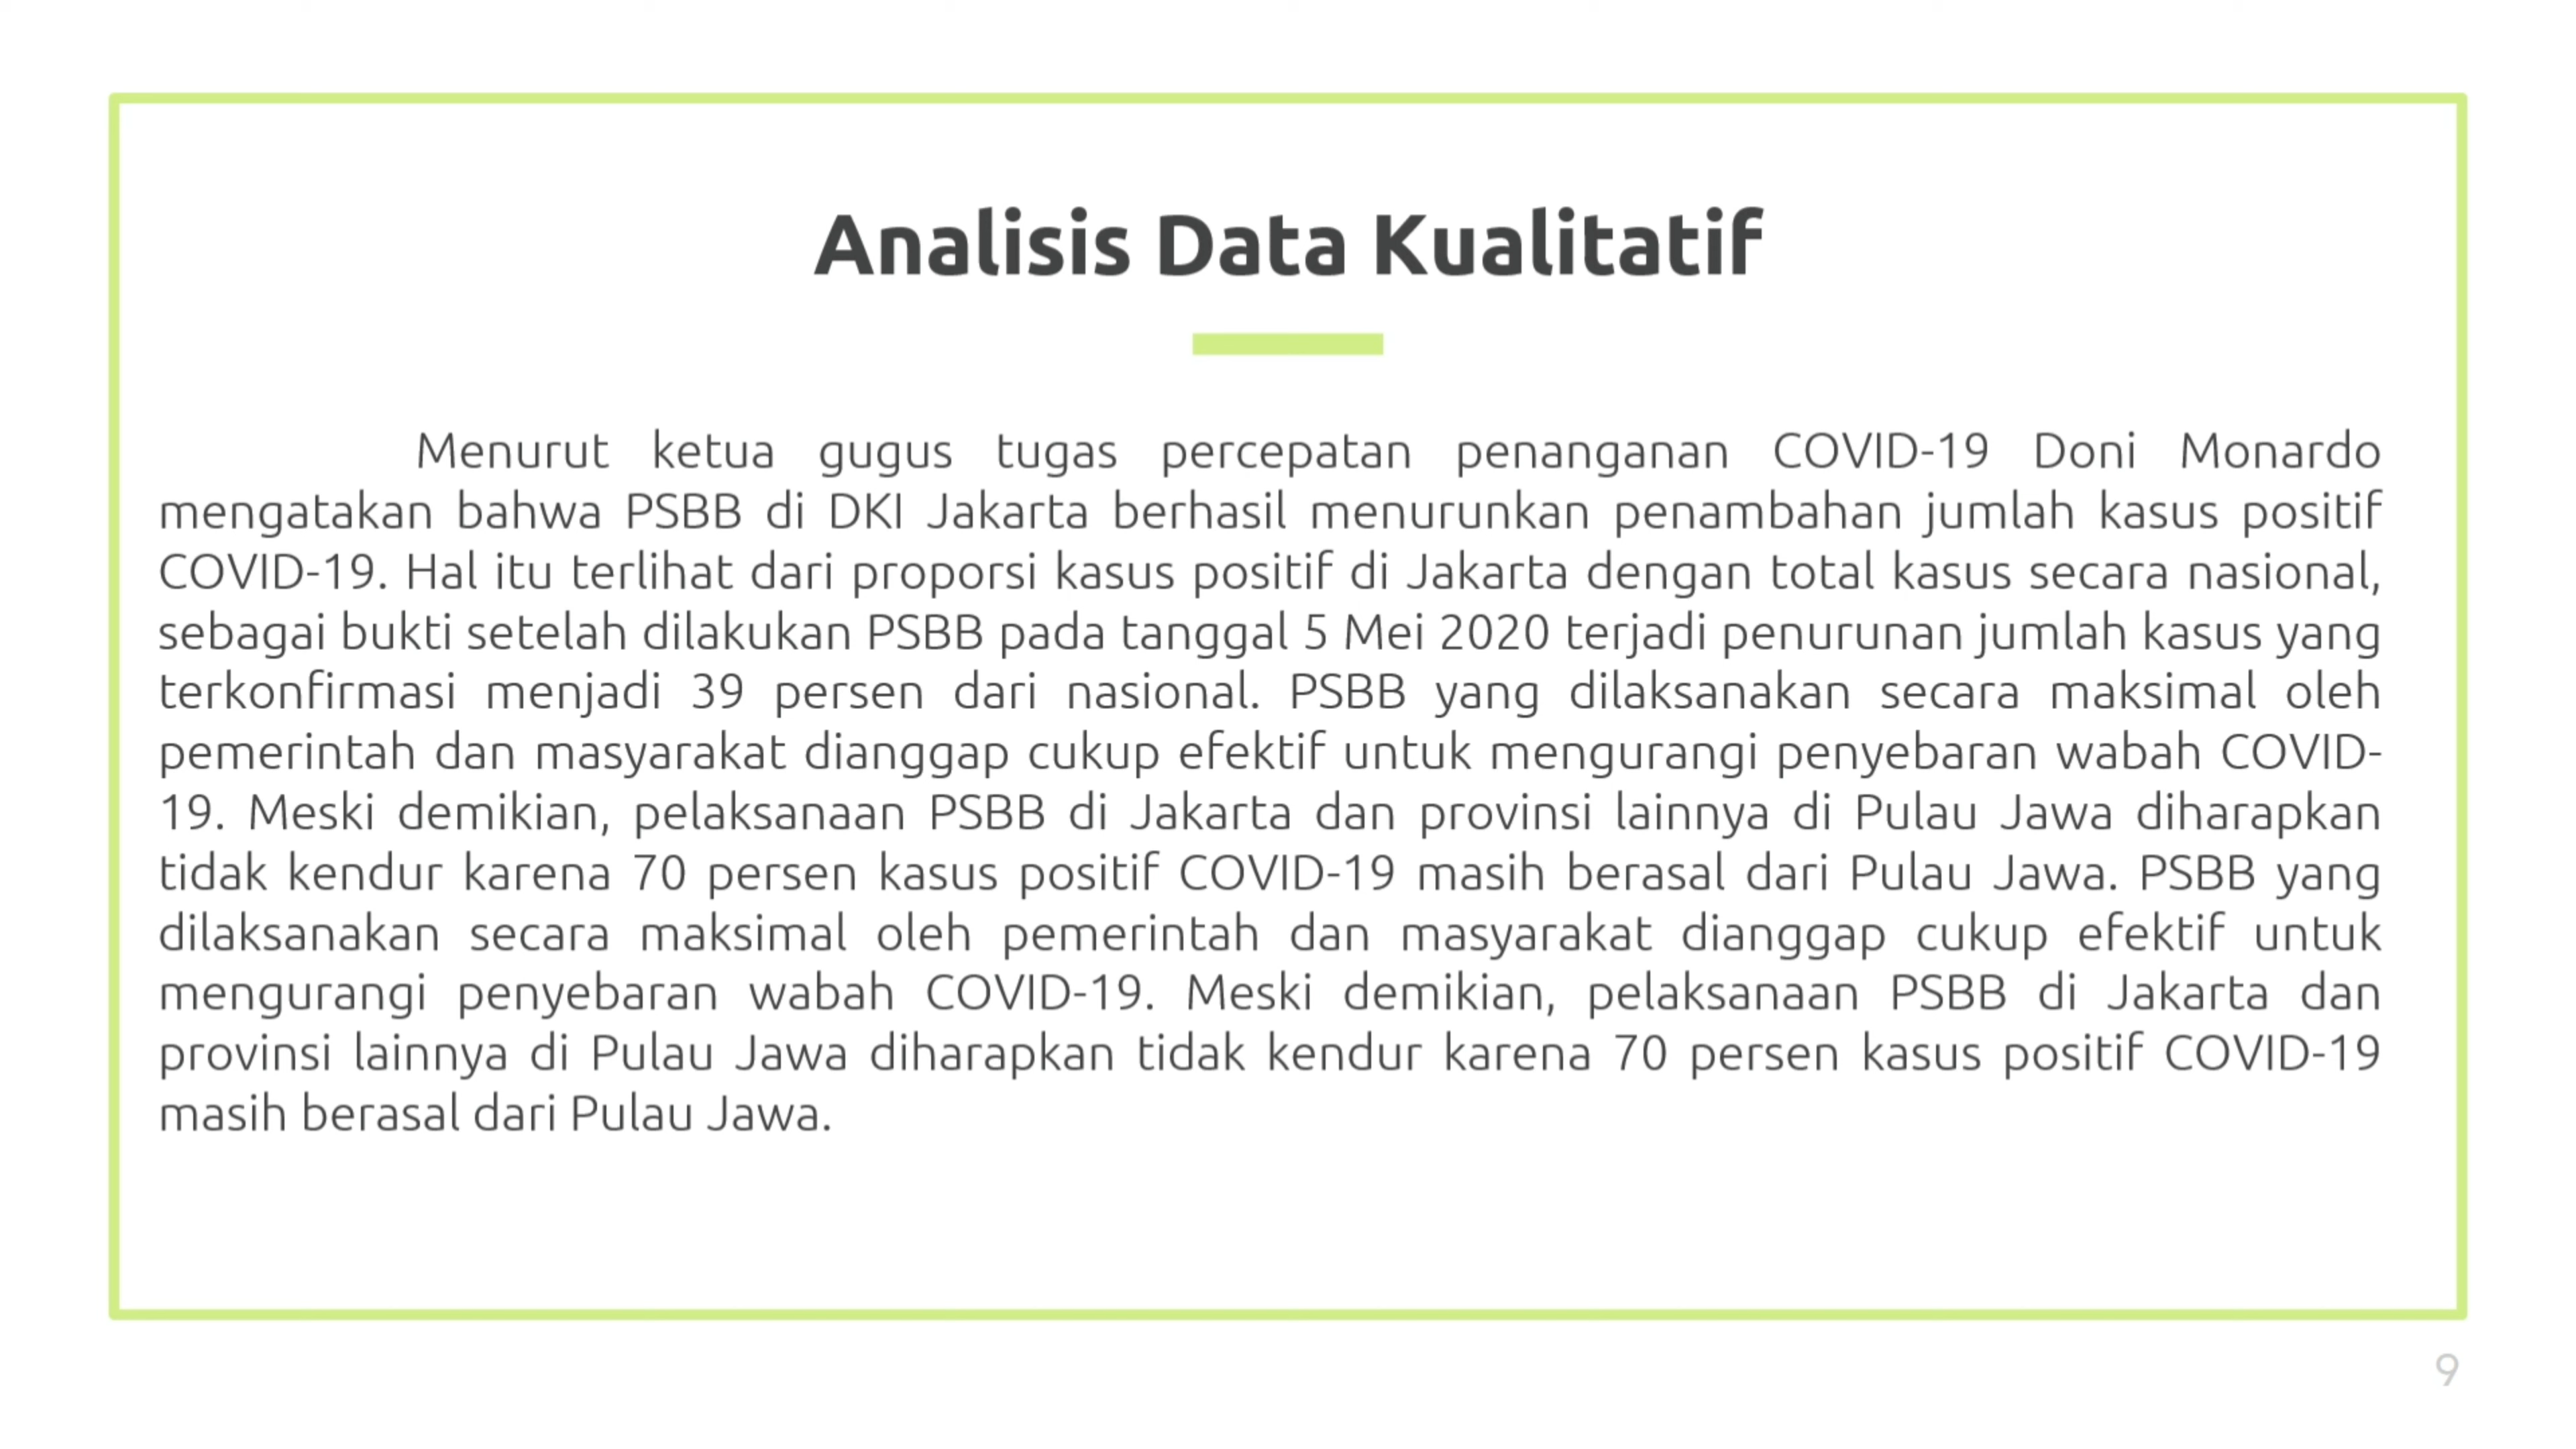 Analisis Data Kualitatif
Menurut ketua gugus tugas percepatan penanganan COVID-19 Doni Monardo
mengatakan bahwa PSBB di DKI Jakarta berhasil menurunkan penambahan jumlah kasus positif
COVID-19. Hal itu terlihat dari proporsi kasus positif di Jakarta dengan total kasus secara nasional,
sebagai bukti setelah dilakukan PSBB pada tanggal 5 Mei 2020 terjadi penurunan jumlah kasus yang
terkonfirmasi menjadi 39 persen dari nasional. PSBB yang dilaksanakan secara maksimal oleh
pemerintah dan masyarakat dianggap cukup efektif untuk mengurangi penyebaran wabah COVID-
19. Meski demikian, pelaksanaan PSBB di Jakarta dan provinsi lainnya di Pulau Jawa diharapkan
tidak kendur karena 70 persen kasus positif COVID-19 masih berasal dari Pulau Jawa. PSBB yang
dilaksanakan secara maksimal oleh pemerintah dan masyarakat dianggap cukup efektif untuk
mengurangi penyebaran wabah COVID-19. Meski demikian, pelaksanaan PSBB di Jakarta dan
provinsi lainnya di Pulau Jawa diharapkan tidak kendur karena 70 persen kasus positif COVID-19
masih berasal dari Pulau Jawa.
9